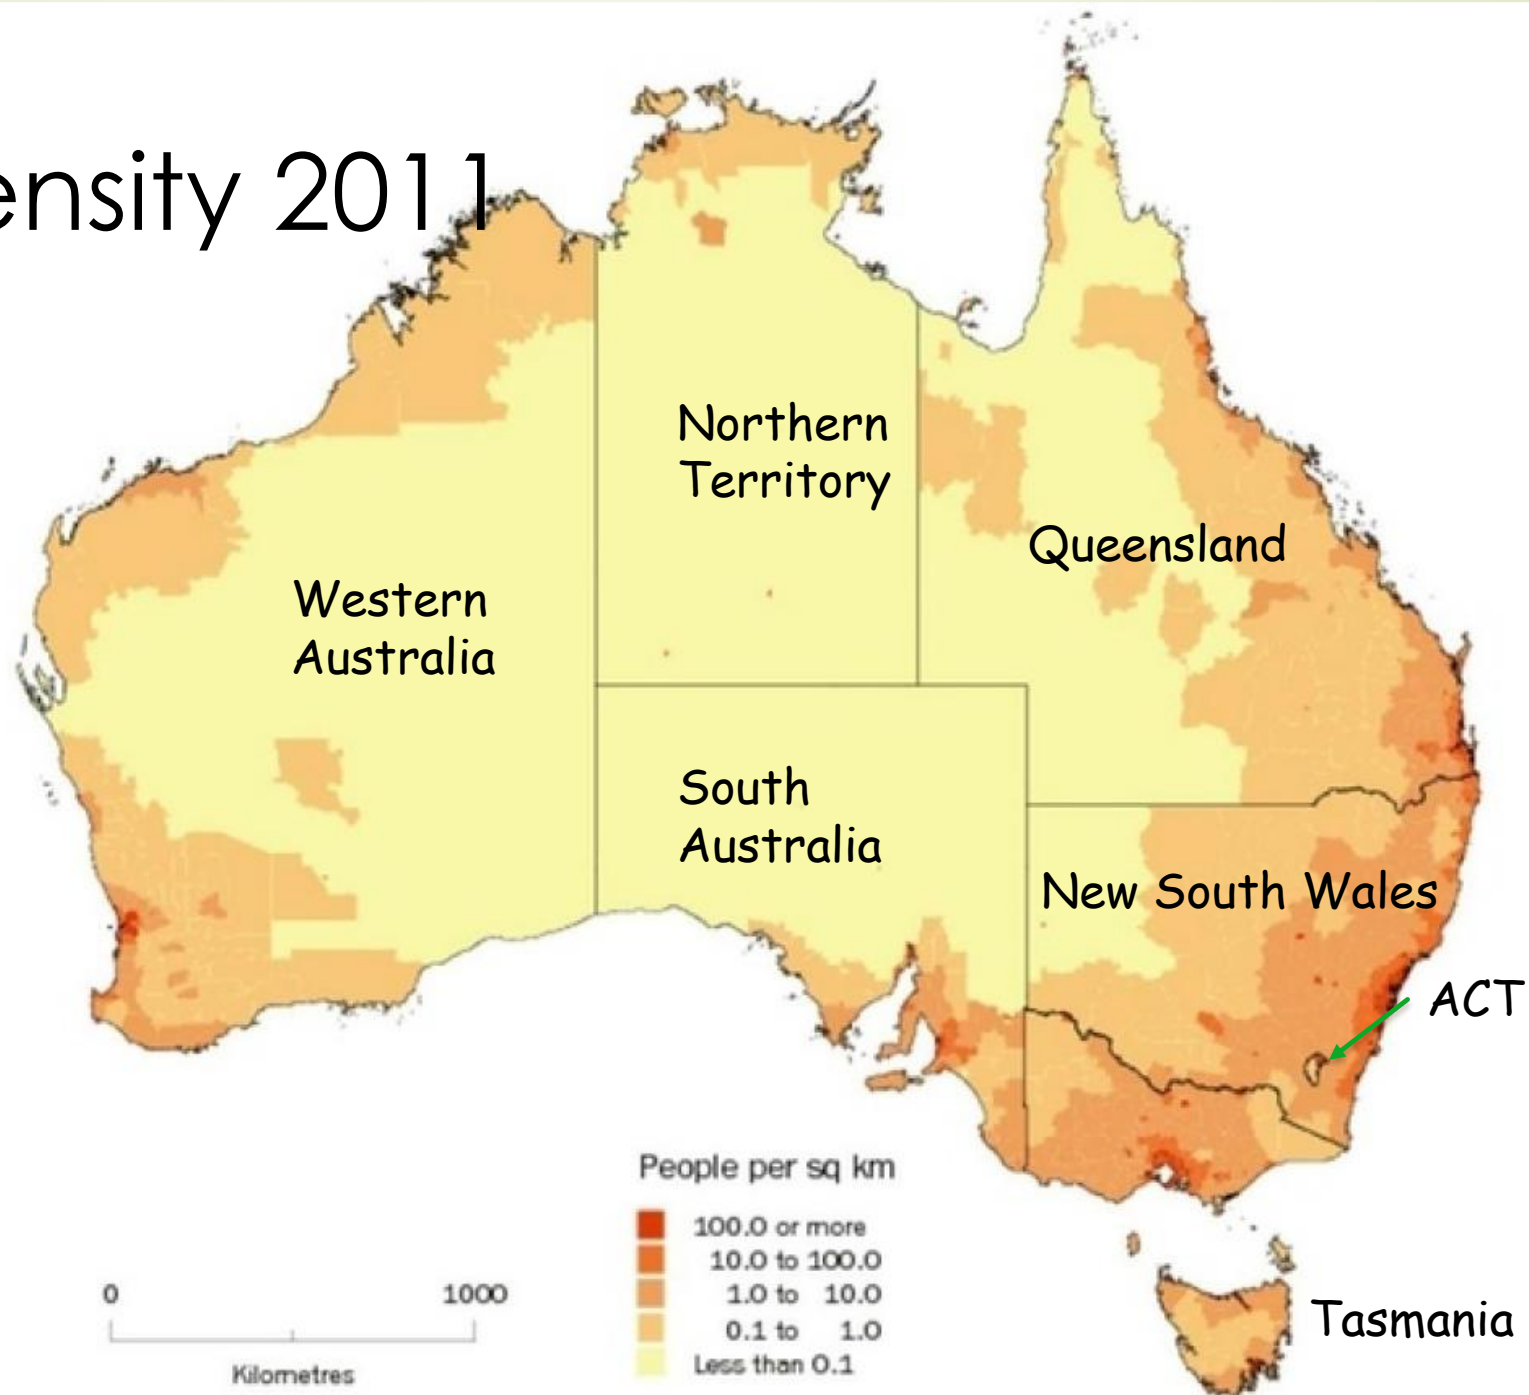 ensity 2011
Northern
Territory
Queensland
Western
Australia
South
Australia
New South Wales
ACT
People per sq km
100.0 or more
10.0 to 100.0
1.0 to 10.0
0.1 to 1.0
Less than 0.1
0 1000
Kilometres
Tasmania